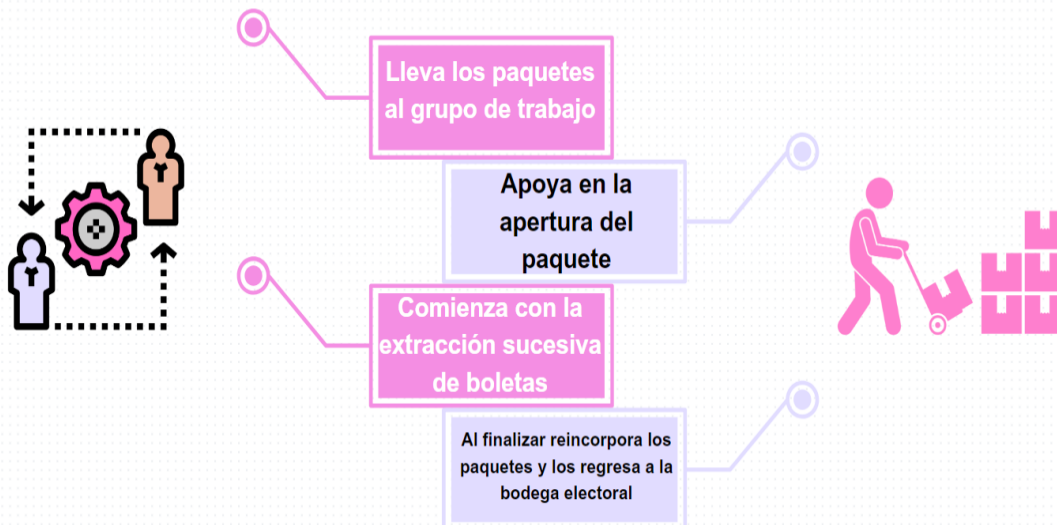 Lleva los paquetes
al grupo de trabajo
Apoya en la
apertura del
paquete
Comienza con la
extracción sucesiva
de boletas
Al finalizar reincorpora los
paquetes y los regresa a la
bodega electoral